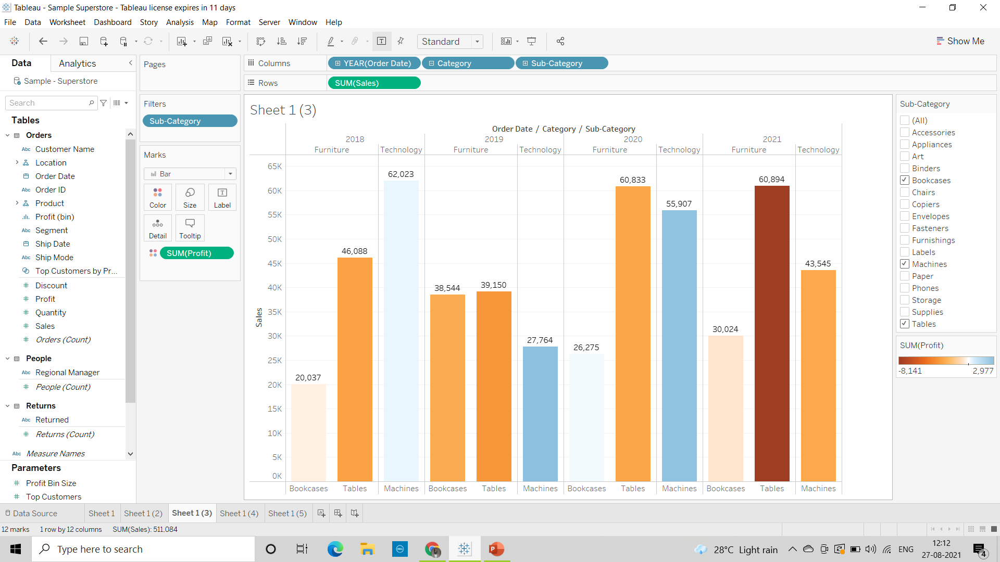 Tableau - Sample Superstore - Tableau license expires in 11 days
File Data Worksheet Dashboard Story Analysis Map Format Server Window Help
Standard
Show Me
Data Analytics
Sample - Superstore
Search
Tables
Orders
Abc Customer Name
Location
Order Date
Abc Order ID
Product
Profit (bin)
Abc Segment
Ship Date
Abc Ship Mode
Top Customers by Pr...
# Discount
# Profit
# Quantity
# Sales
# Orders (Count)
People
Abc Regional Manager
# People (Count)
Returns
Abc Returned
# Returns (Count)
Abc Measure Names
Parameters
# Profit Bin Size
# Top Customers
Pages
Filters
Sub-Category
Marks
Bar
Color Size Label
Detail Tooltip
SUM(Profit)
Columns YEAR(Order Date) Category Sub-Category
Rows SUM(Sales)
Sheet 1 (3)
Order Date / Category / Sub-Category
2018 2019 2020 2021
Furniture Technology Furniture Technology Furniture Technology Furniture Technology
Sales
65K
60K
55K
50K
45K
40K
35K
30K
25K
20K
15K
10K
5K
0K
20,037
46,088
62,023
38,544
39,150
27,764
26,275
60,833
55,907
30,024
60,894
43,545
Bookcases Tables Machines Bookcases Tables Machines Bookcases Tables Machines Bookcases Tables Machines
Sub-Category
(All)
Accessories
Appliances
Art
Binders
Bookcases
Chairs
Copiers
Envelopes
Fasteners
Furnishings
Labels
Machines
Paper
Phones
Storage
Supplies
Tables
SUM(Profit)
-8,141 2,977
Data Source Sheet 1 Sheet 1 (2) Sheet 1 (3) Sheet 1 (4) Sheet 1 (5)
12 marks 1 row by 12 columns SUM(Sales): 511,084
Type here to search
DELL
P
28°C Light rain
ENG
12:12
27-08-2021
4